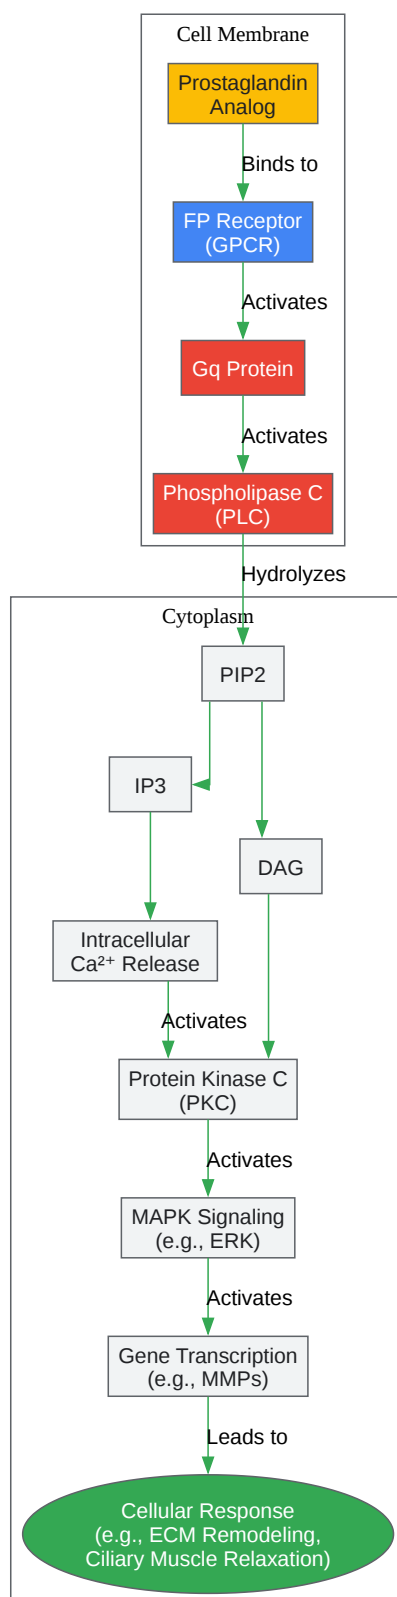 Cell Membrane
Prostaglandin
Analog
Binds to
FP Receptor
(GPCR)
Activates
Gq Protein
Activates
Phospholipase C
(PLC)
Hydrolyzes
Cytoplasm
PIP2
IP3
DAG
Intracellular
Ca²⁺ Release
Activates
Protein Kinase C
(PKC)
Activates
MAPK Signaling
(e.g., ERK)
Activates
Gene Transcription
(e.g., MMPs)
Leads to
Cellular Response
(e.g., ECM Remodeling,
Ciliary Muscle Relaxation)